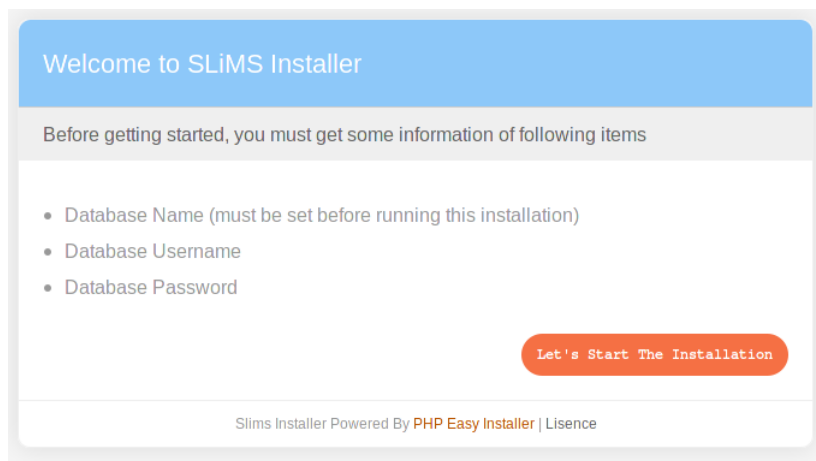 Welcome to SLiMS Installer
Before getting started, you must get some information of following items
• Database Name (must be set before running this installation)
• Database Username
• Database Password
Let's Start The Installation
Slims Installer Powered By PHP Easy Installer | Lisence